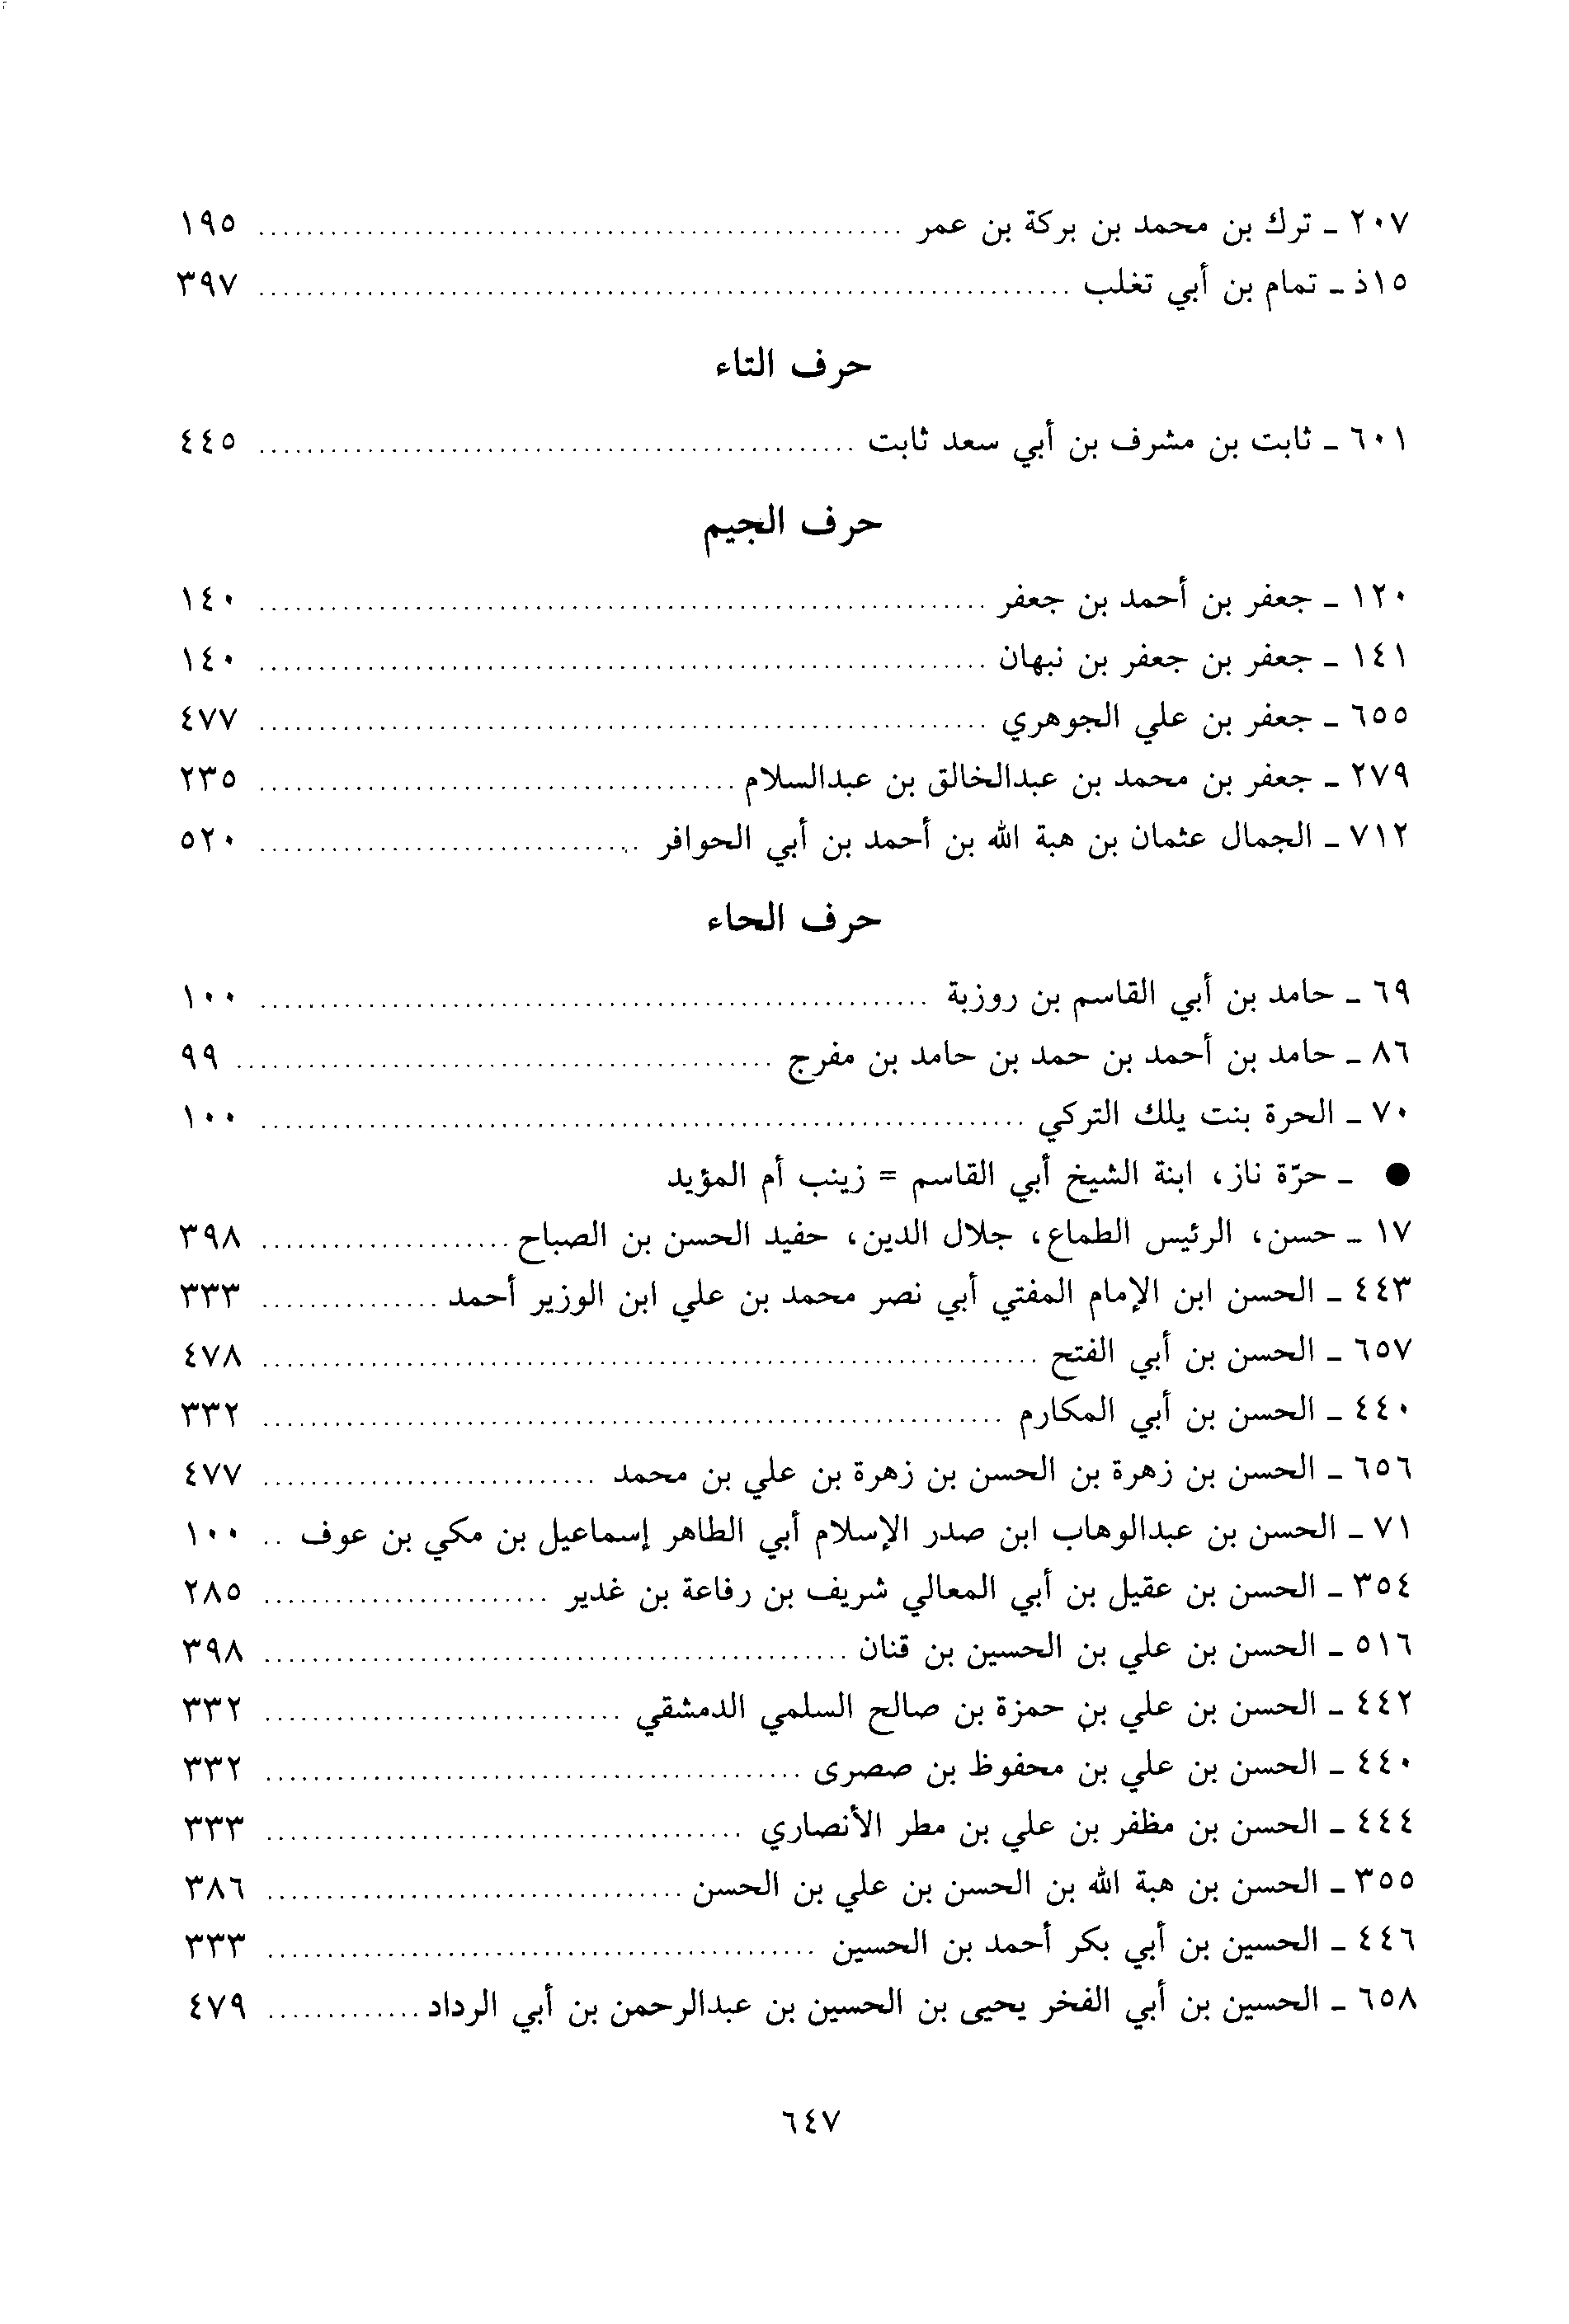 ٢٠٧ - ترك بن محمد بن بركة بن عمر ........ ١٩٥
١٥ذ - تمام بن أبي تغلب ........ ٣٩٧
حرف التاء
٦٠١ - ثابت بن مشرف بن أبي سعد ثابت ........ ٤٤٥
حرف الجيم
١٢٠ - جعفر بن أحمد بن جعفر ........ ١٤٠
١٤١ - جعفر بن جعفر بن نبهان ........ ١٤٠
٦٥٥ - جعفر بن علي الجوهري ........ ٤٧٧
٢٧٩ - جعفر بن محمد بن عبدالخالق بن عبدالسلام ........ ٢٣٥
٧١٢ - الجمال عثمان بن هبة الله بن أحمد بن أبي الحوافر ........ ٥٢٠
حرف الحاء
٦٩ - حامد بن أبي القاسم بن روزبة ........ ١٠٠
٨٦ - حامد بن أحمد بن حمد بن حامد بن مفرج ........ ٩٩
٧٠ - الحرة بنت يلك التركي ........ ١٠٠
● - حرّة ناز، ابنة الشيخ أبي القاسم = زينب أم المؤيد
١٧ - حسن، الرئيس الطماع، جلال الدين، حفيد الحسن بن الصباح ........ ٣٩٨
٤٤٣ - الحسن ابن الإمام المفتي أبي نصر محمد بن علي ابن الوزير أحمد ........ ٣٣٣
٦٥٧ - الحسن بن أبي الفتح ........ ٤٧٨
٤٤٠ - الحسن بن أبي المكارم ........ ٣٣٢
٦٥٦ - الحسن بن زهرة بن الحسن بن زهرة بن علي بن محمد ........ ٤٧٧
٧١ - الحسن بن عبدالوهاب ابن صدر الإسلام أبي الطاهر إسماعيل بن مكي بن عوف .. ١٠٠
٣٥٤ - الحسن بن عقيل بن أبي المعالي شريف بن رفاعة بن غدير ........ ٢٨٥
٥١٦ - الحسن بن علي بن الحسين بن قنان ........ ٣٩٨
٤٤٢ - الحسن بن علي بن حمزة بن صالح السلمي الدمشقي ........ ٣٣٢
٤٤٠ - الحسن بن علي بن محفوظ بن صصرى ........ ٣٣٢
٤٤٤ - الحسن بن مظفر بن علي بن مطر الأنصاري ........ ٣٣٣
٣٥٥ - الحسن بن هبة الله بن الحسن بن علي بن الحسن ........ ٣٨٦
٤٤٦ - الحسين بن أبي بكر أحمد بن الحسين ........ ٣٣٣
٦٥٨ - الحسين بن أبي الفخر يحيى بن الحسين بن عبدالرحمن بن أبي الرداد ........ ٤٧٩
٦٤٧